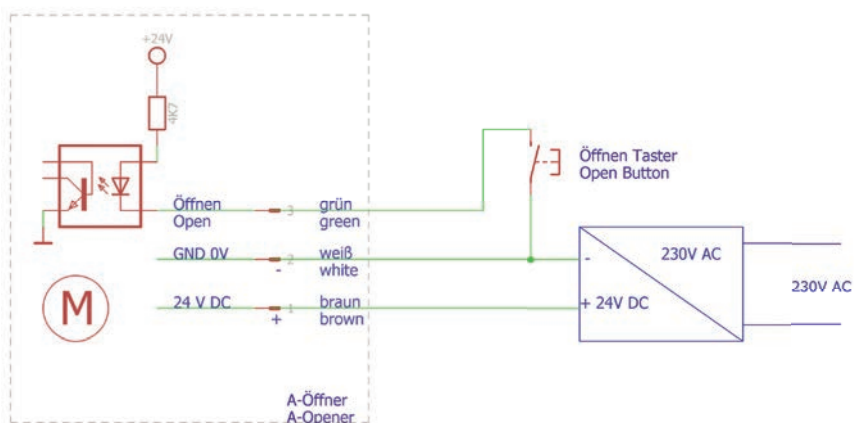 +24V
4K7
Öffnen
Open
3
grün
green
Öffnen Taster
Open Button
GND 0V
-
2
weiß
white
-
230V AC
230V AC
24 V DC
+
1
braun
brown
+ 24V DC
M
A-Öffner
A-Opener